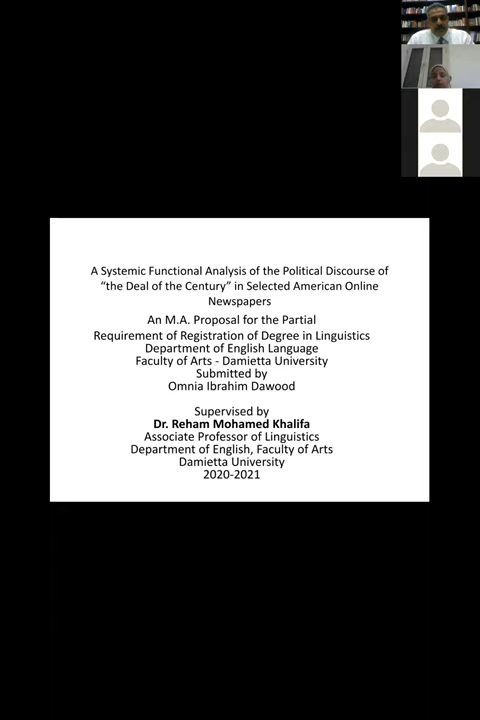 A Systemic Functional Analysis of the Political Discourse of
“the Deal of the Century” in Selected American Online
Newspapers
An M.A. Proposal for the Partial
Requirement of Registration of Degree in Linguistics
Department of English Language
Faculty of Arts - Damietta University
Submitted by
Omnia Ibrahim Dawood
Supervised by
Dr. Reham Mohamed Khalifa
Associate Professor of Linguistics
Department of English, Faculty of Arts
Damietta University
2020-2021